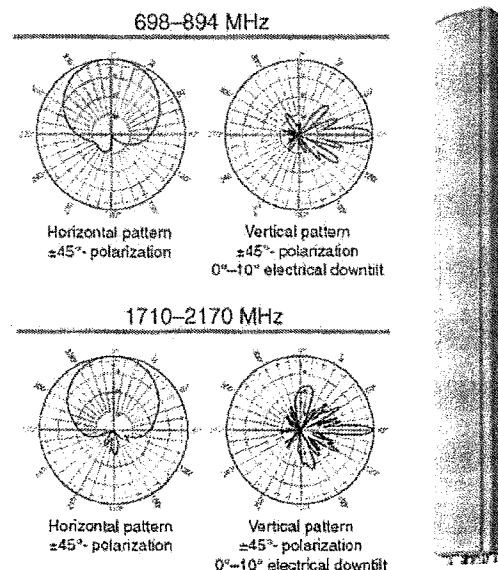 698–894 MHz
Horizontal pattern
±45°- polarization
Vertical pattern
±45°- polarization
0°–10° electrical downtilt
1710–2170 MHz
Horizontal pattern
±45°- polarization
Vertical pattern
±45°- polarization
0°–10° electrical downtilt